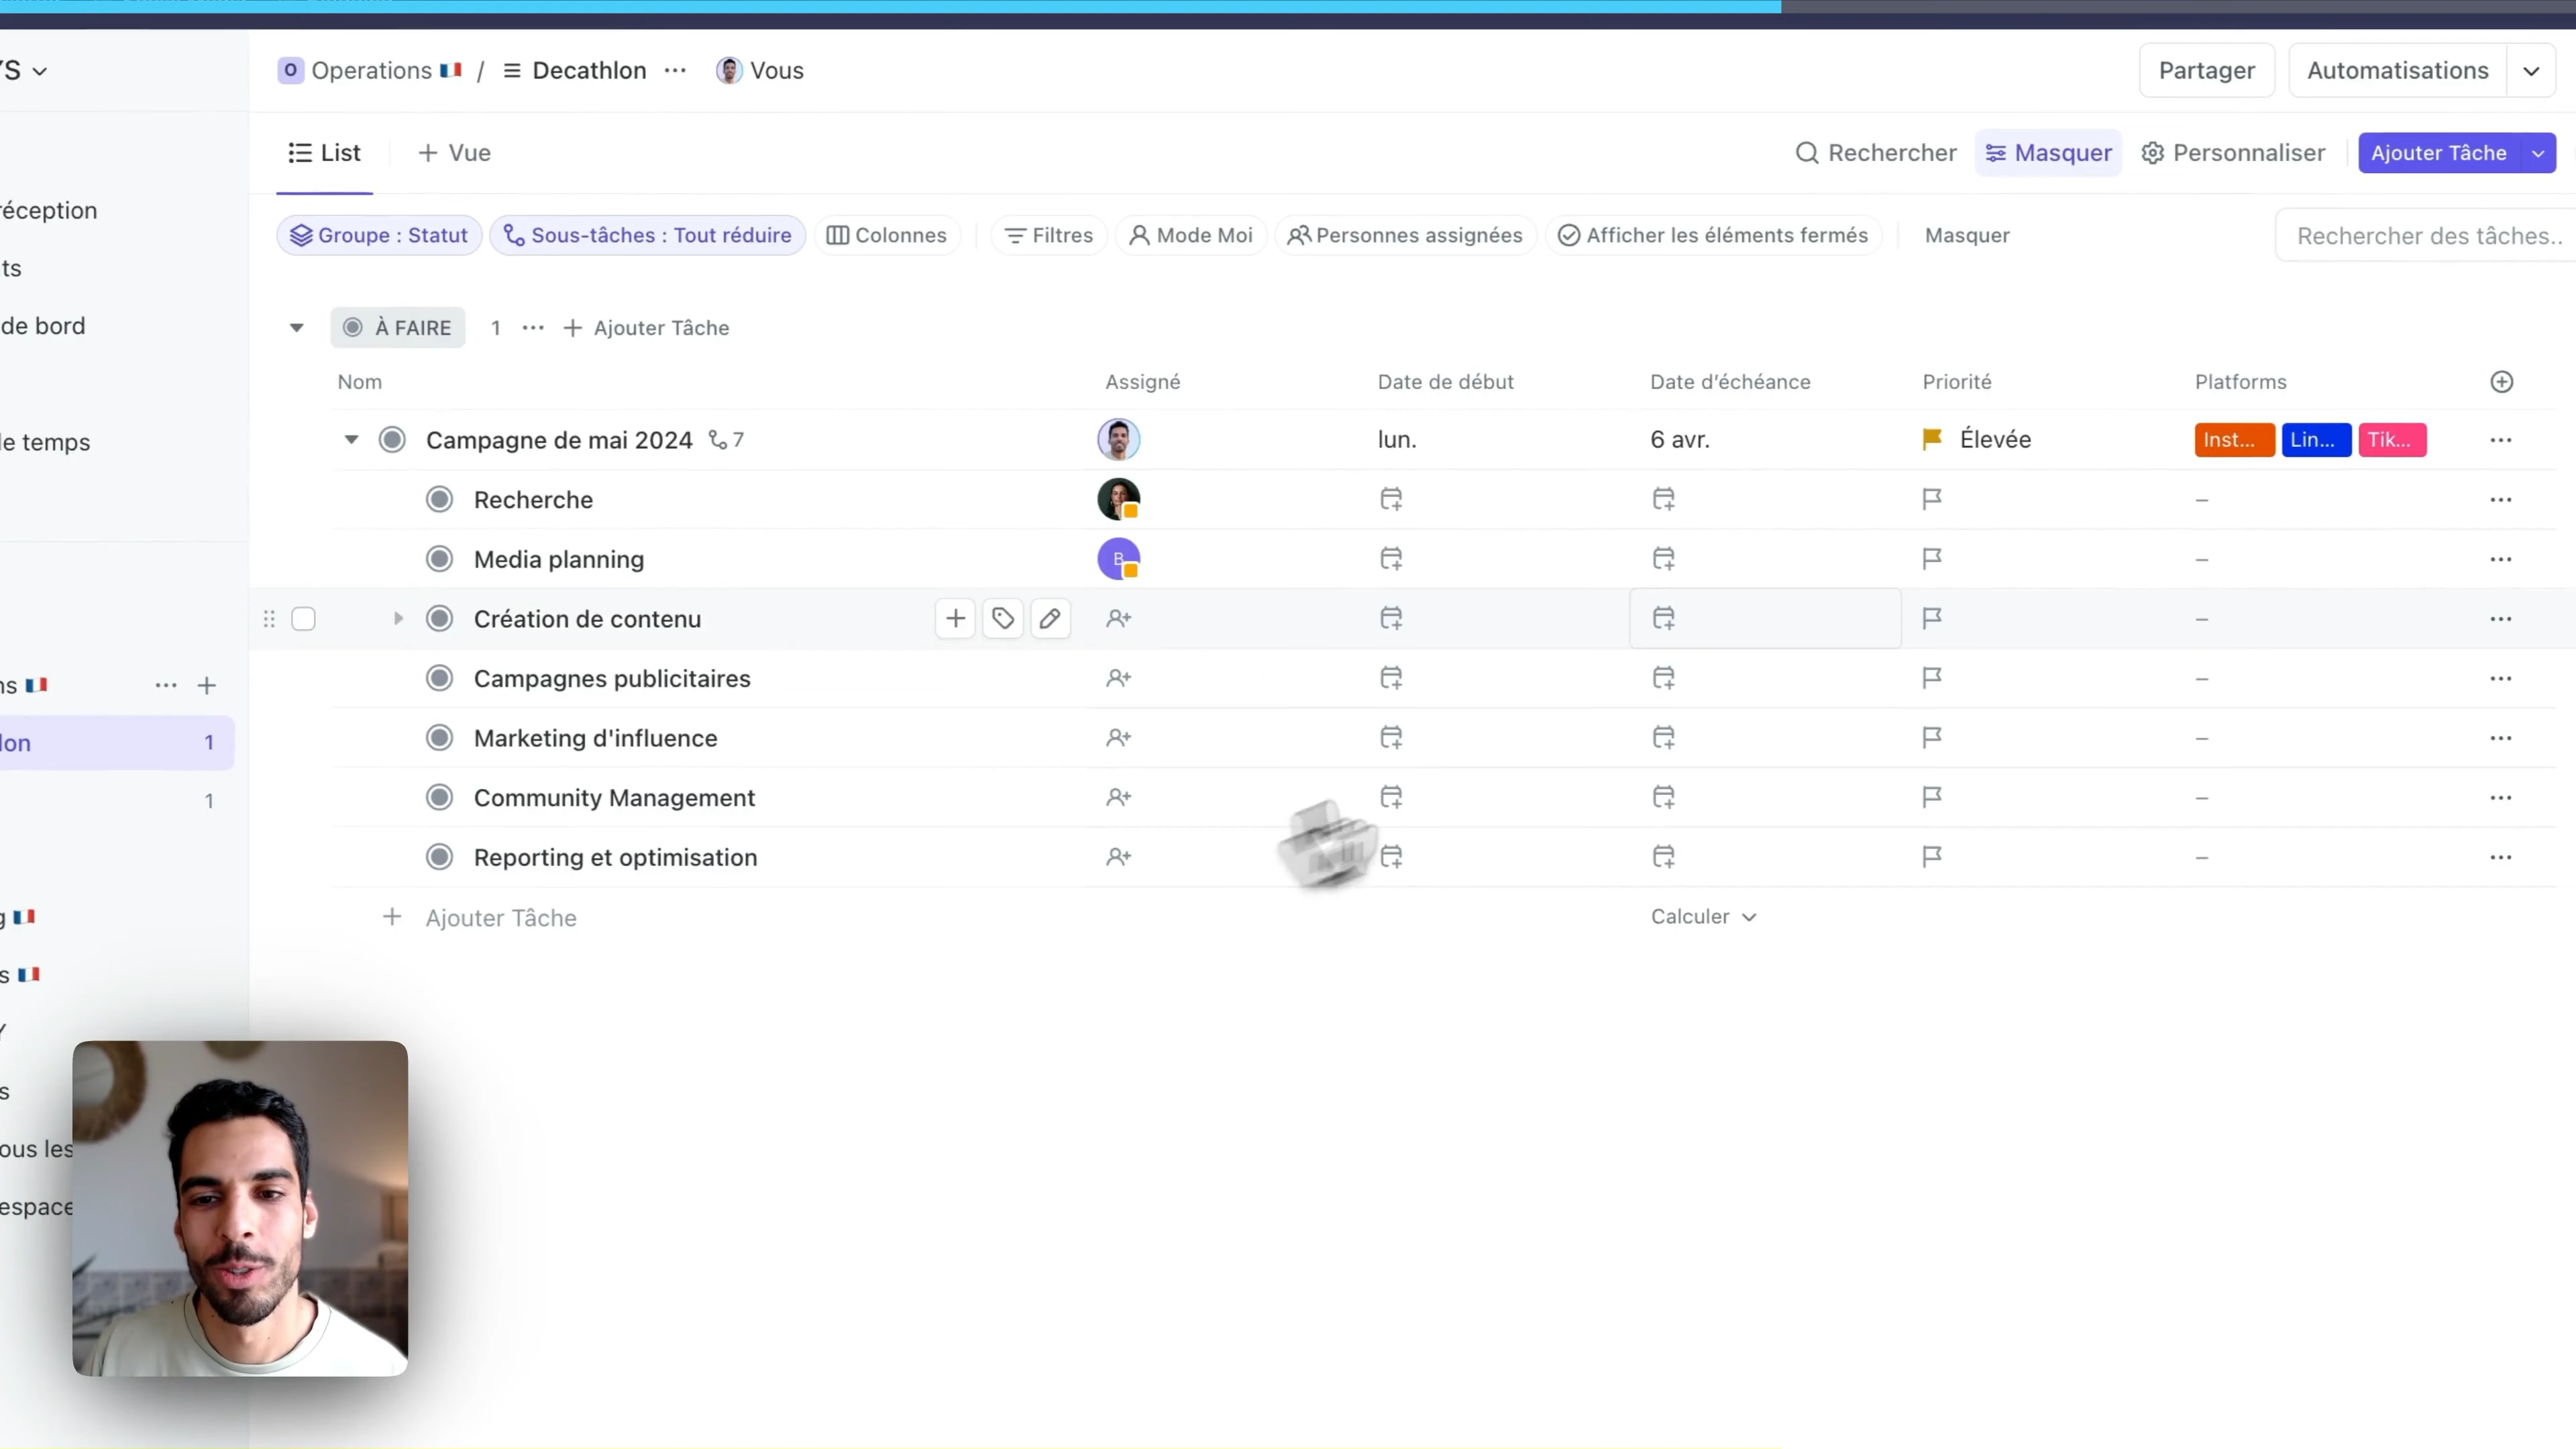 O Operations / Decathlon ... Vous
Partager
Automatisations
List
+ Vue
Rechercher
Masquer
Personnaliser
Ajouter Tâche
Groupe : Statut
Sous-tâches : Tout réduire
Colonnes
Filtres
Mode Moi
Personnes assignées
Afficher les éléments fermés
Masquer
Rechercher des tâches..
réception
ts
de bord
le temps
ns
lon 1
1
g
s
Y
s
ous les
espace
À FAIRE 1 ... + Ajouter Tâche
Nom Assigné Date de début Date d'échéance Priorité Platforms
Campagne de mai 2024 7 lun. 6 avr. Élevée Inst... Lin... Tik...
Recherche –
Media planning B –
Création de contenu –
Campagnes publicitaires –
Marketing d'influence –
Community Management –
Reporting et optimisation –
+ Ajouter Tâche
Calculer